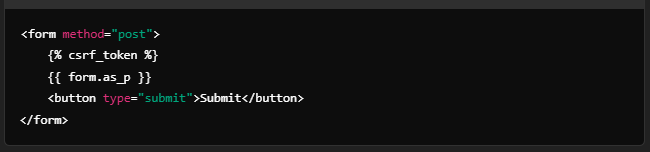 <form method="post">
    {% csrf_token %}
    {{ form.as_p }}
    <button type="submit">Submit</button>
</form>